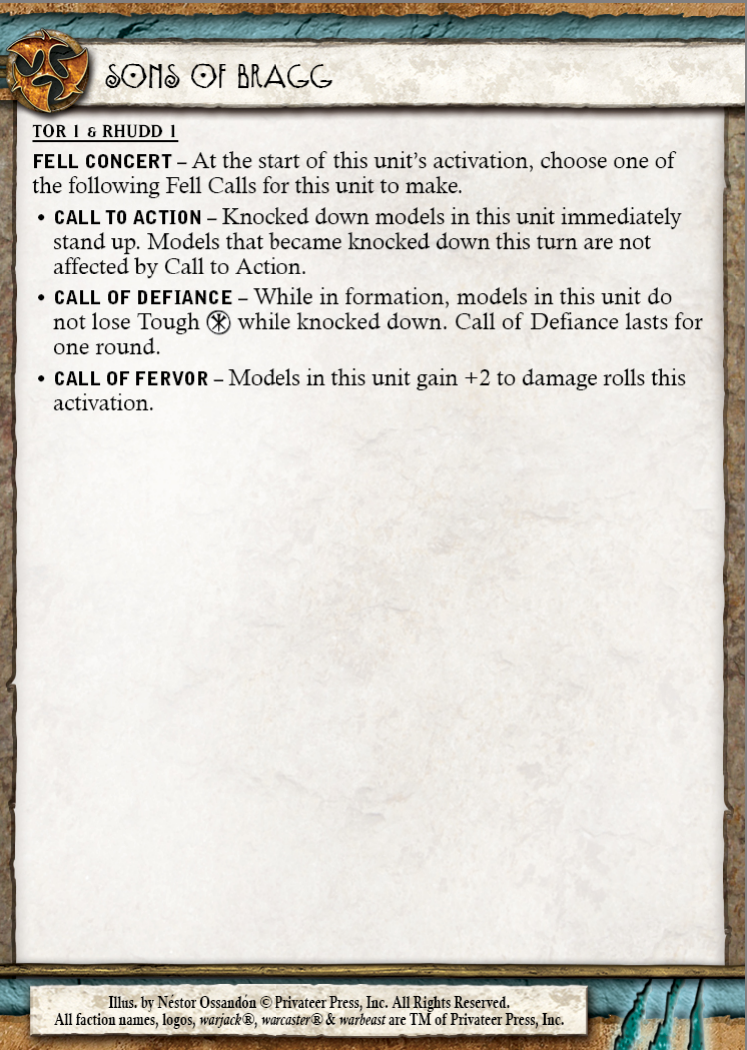 SONS OF BRAGG
TOR 1 & RHUDD 1
FELL CONCERT – At the start of this unit's activation, choose one of
the following Fell Calls for this unit to make.
• CALL TO ACTION – Knocked down models in this unit immediately
stand up. Models that became knocked down this turn are not
affected by Call to Action.
• CALL OF DEFIANCE – While in formation, models in this unit do
not lose Tough while knocked down. Call of Defiance lasts for
one round.
• CALL OF FERVOR – Models in this unit gain +2 to damage rolls this
activation.
Illus. by Néstor Ossandón © Privateer Press, Inc. All Rights Reserved.
All faction names, logos, warjack®, warcaster® & warbeast are TM of Privateer Press, Inc.